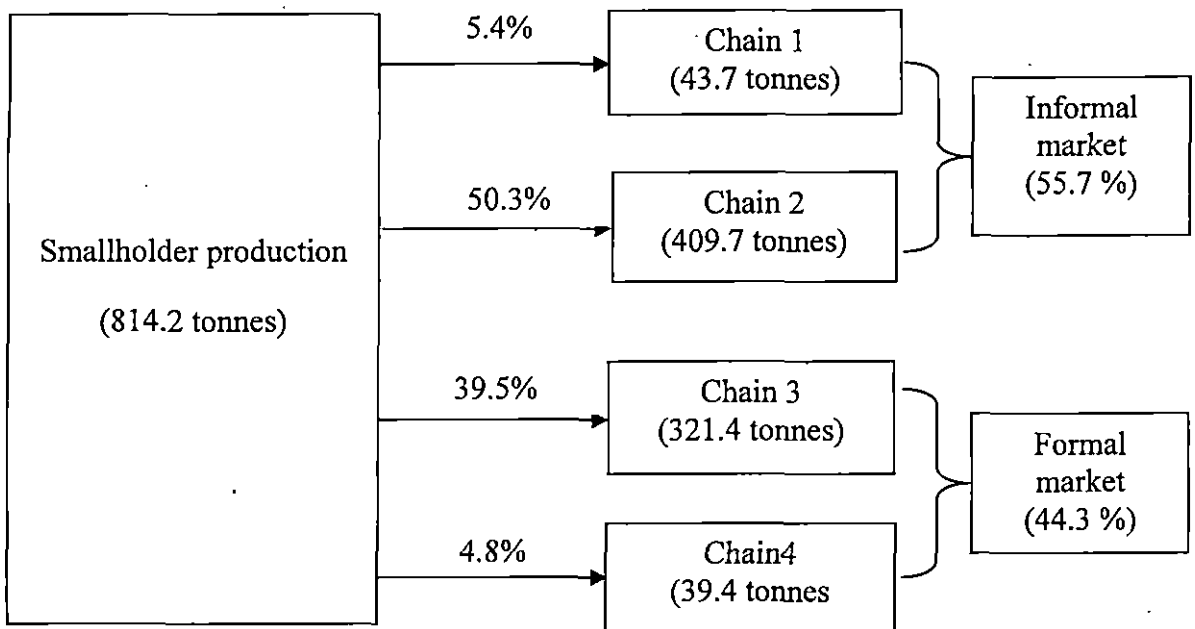 Smallholder production
(814.2 tonnes)
5.4%
Chain 1
(43.7 tonnes)
50.3%
Chain 2
(409.7 tonnes)
Informal
market
(55.7 %)
39.5%
Chain 3
(321.4 tonnes)
4.8%
Chain4
(39.4 tonnes
Formal
market
(44.3 %)